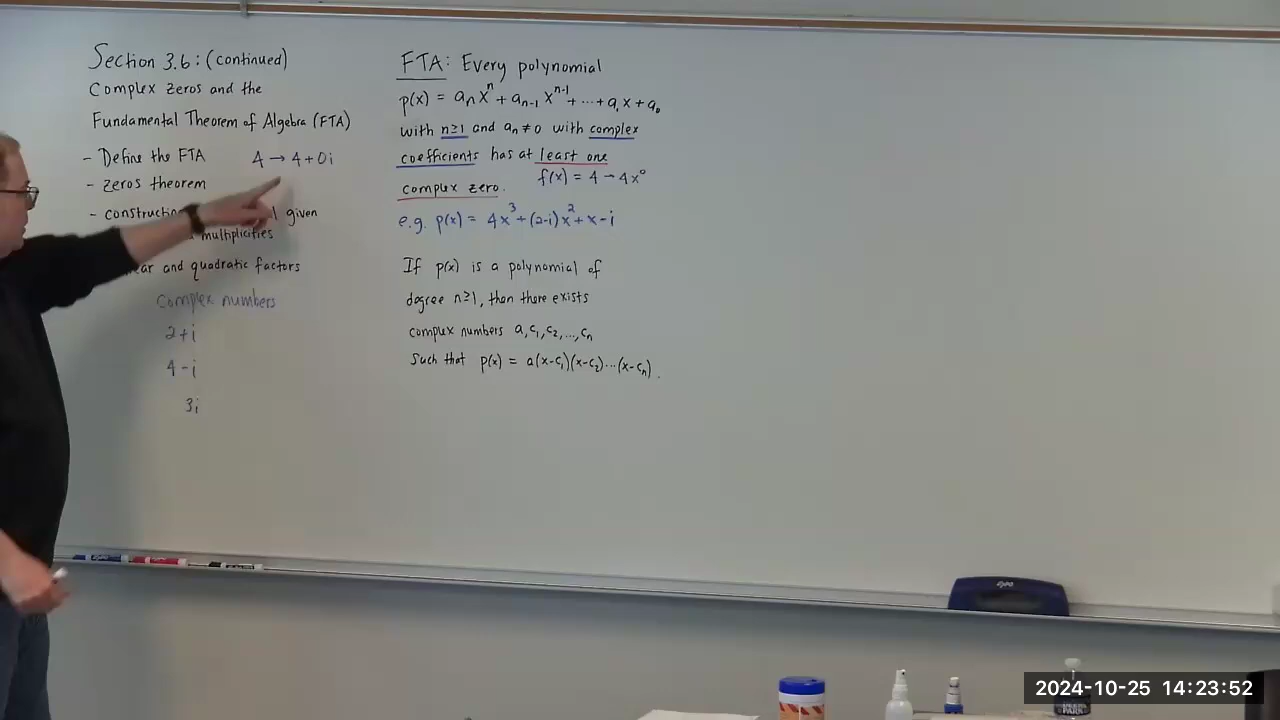 Section 3.6: (continued)
Complex zeros and the
Fundamental Theorem of Algebra (FTA)
- Define the FTA 4 → 4+0i
- zeros theorem
- constructin l given
multiplicities
ear and quadratic factors
Complex numbers
2+i
4-i
3i
FTA: Every polynomial
p(x) = aₙxⁿ + aₙ₋₁xⁿ⁻¹ + ... + a₁x + a₀
with n≥1 and aₙ≠0 with complex
coefficients has at least one
complex zero. f(x) = 4 → 4x⁰
e.g. p(x) = 4x³+(2-i)x²+x-i
If p(x) is a polynomial of
degree n≥1, then there exists
complex numbers a,c₁,c₂,...,cₙ
Such that p(x) = a(x-c₁)(x-c₂)...(x-cₙ).
2024-10-25 14:23:52